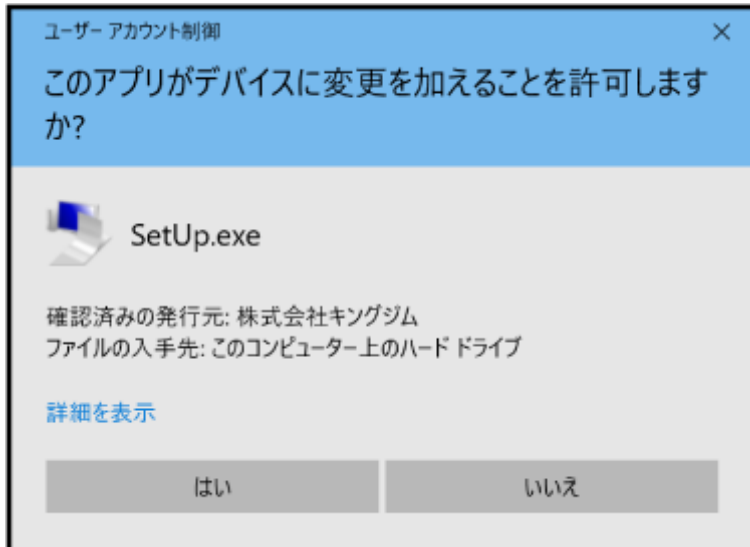 ユーザー アカウント制御
このアプリがデバイスに変更を加えることを許可します
か?
SetUp.exe
確認済みの発行元: 株式会社キングジム
ファイルの入手先: このコンピューター上のハード ドライブ
詳細を表示
はい
いいえ